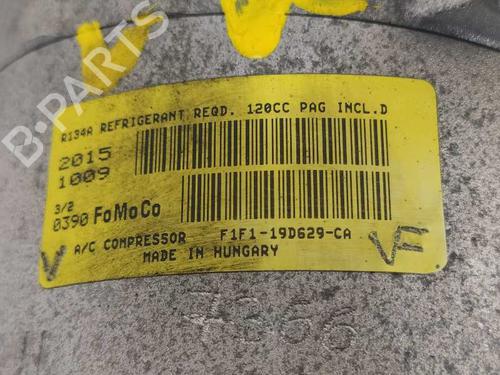 R134A REFRIGERANT REQD. 120CC PAG INCL.D
2015
1009
3/2
0390 FoMoCo
A/C COMPRESSOR F1F1-19D629-CA
MADE IN HUNGARY
V
VF
7366
B-PARTS